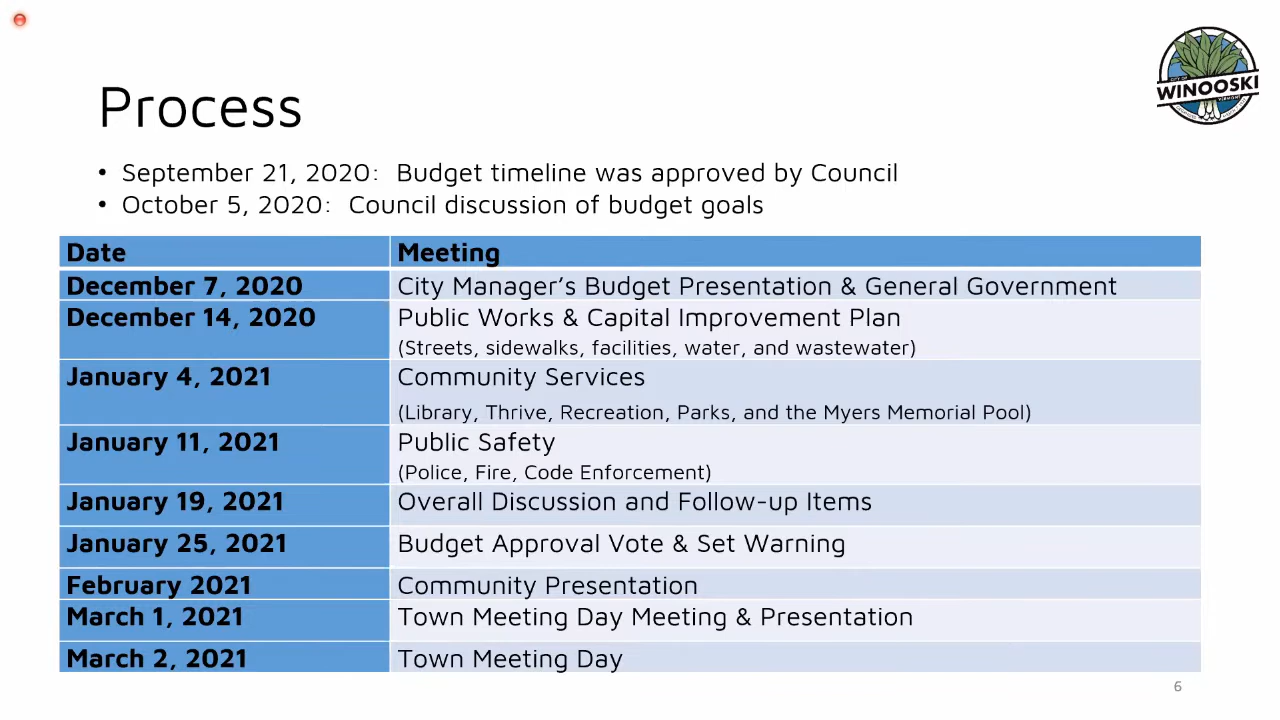 CITY OF
WINOOSKI
VERMONT
Process
• September 21, 2020: Budget timeline was approved by Council
• October 5, 2020: Council discussion of budget goals
Date Meeting
December 7, 2020 City Manager’s Budget Presentation & General Government
December 14, 2020 Public Works & Capital Improvement Plan
(Streets, sidewalks, facilities, water, and wastewater)
January 4, 2021 Community Services
(Library, Thrive, Recreation, Parks, and the Myers Memorial Pool)
January 11, 2021 Public Safety
(Police, Fire, Code Enforcement)
January 19, 2021 Overall Discussion and Follow-up Items
January 25, 2021 Budget Approval Vote & Set Warning
February 2021 Community Presentation
March 1, 2021 Town Meeting Day Meeting & Presentation
March 2, 2021 Town Meeting Day
6